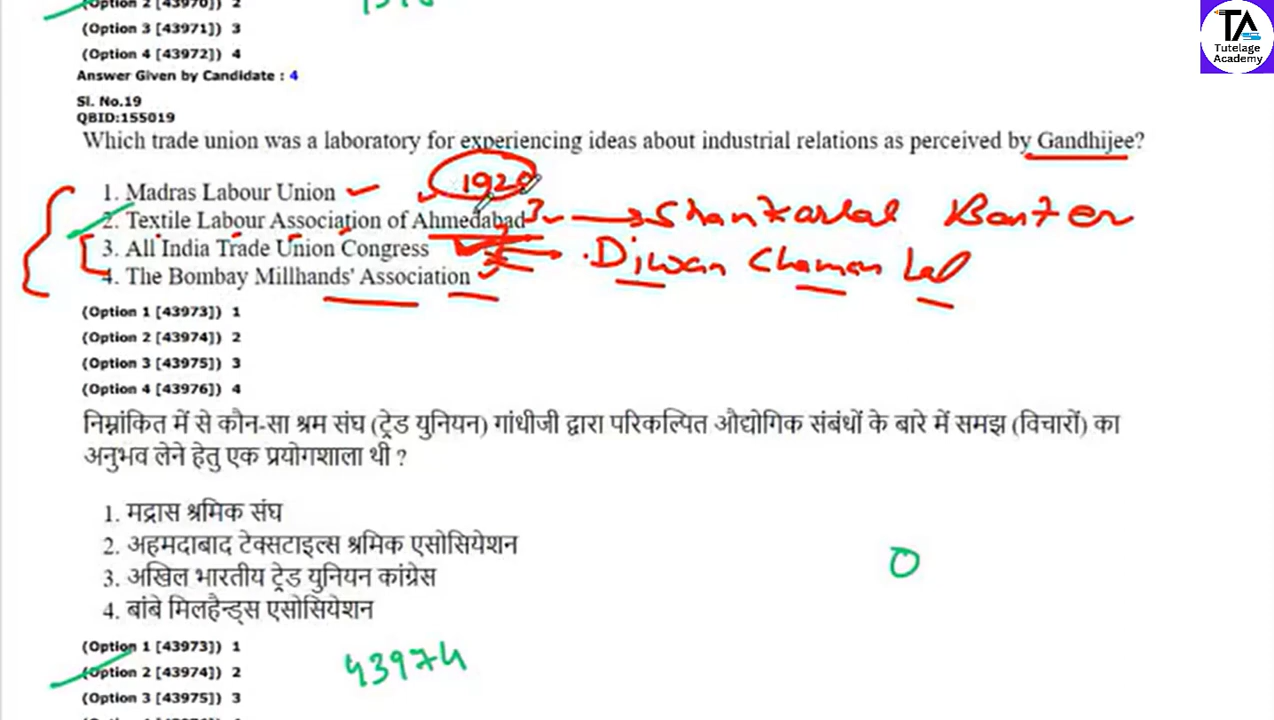 (Option 2 [43970]) 2
(Option 3 [43971]) 3
(Option 4 [43972]) 4
Answer Given by Candidate : 4
TA
Tutelage
Academy
Sl. No.19
QBID:155019
Which trade union was a laboratory for experiencing ideas about industrial relations as perceived by Gandhijee?
1920
1. Madras Labour Union
2. Textile Labour Association of Ahmedabad Shankarlal Banker
3. All India Trade Union Congress Diwan Chaman Lal
4. The Bombay Millhands' Association
(Option 1 [43973]) 1
(Option 2 [43974]) 2
(Option 3 [43975]) 3
(Option 4 [43976]) 4
निम्नांकित में से कौन-सा श्रम संघ (ट्रेड युनियन) गांधीजी द्वारा परिकल्पित औद्योगिक संबंधों के बारे में समझ (विचारों) का
अनुभव लेने हेतु एक प्रयोगशाला थी ?
1. मद्रास श्रमिक संघ
2. अहमदाबाद टेक्सटाइल्स श्रमिक एसोसियेशन
3. अखिल भारतीय ट्रेड युनियन कांग्रेस
4. बांबे मिलहैन्ड्स एसोसियेशन
0
(Option 1 [43973]) 1
43974
(Option 2 [43974]) 2
(Option 3 [43975]) 3